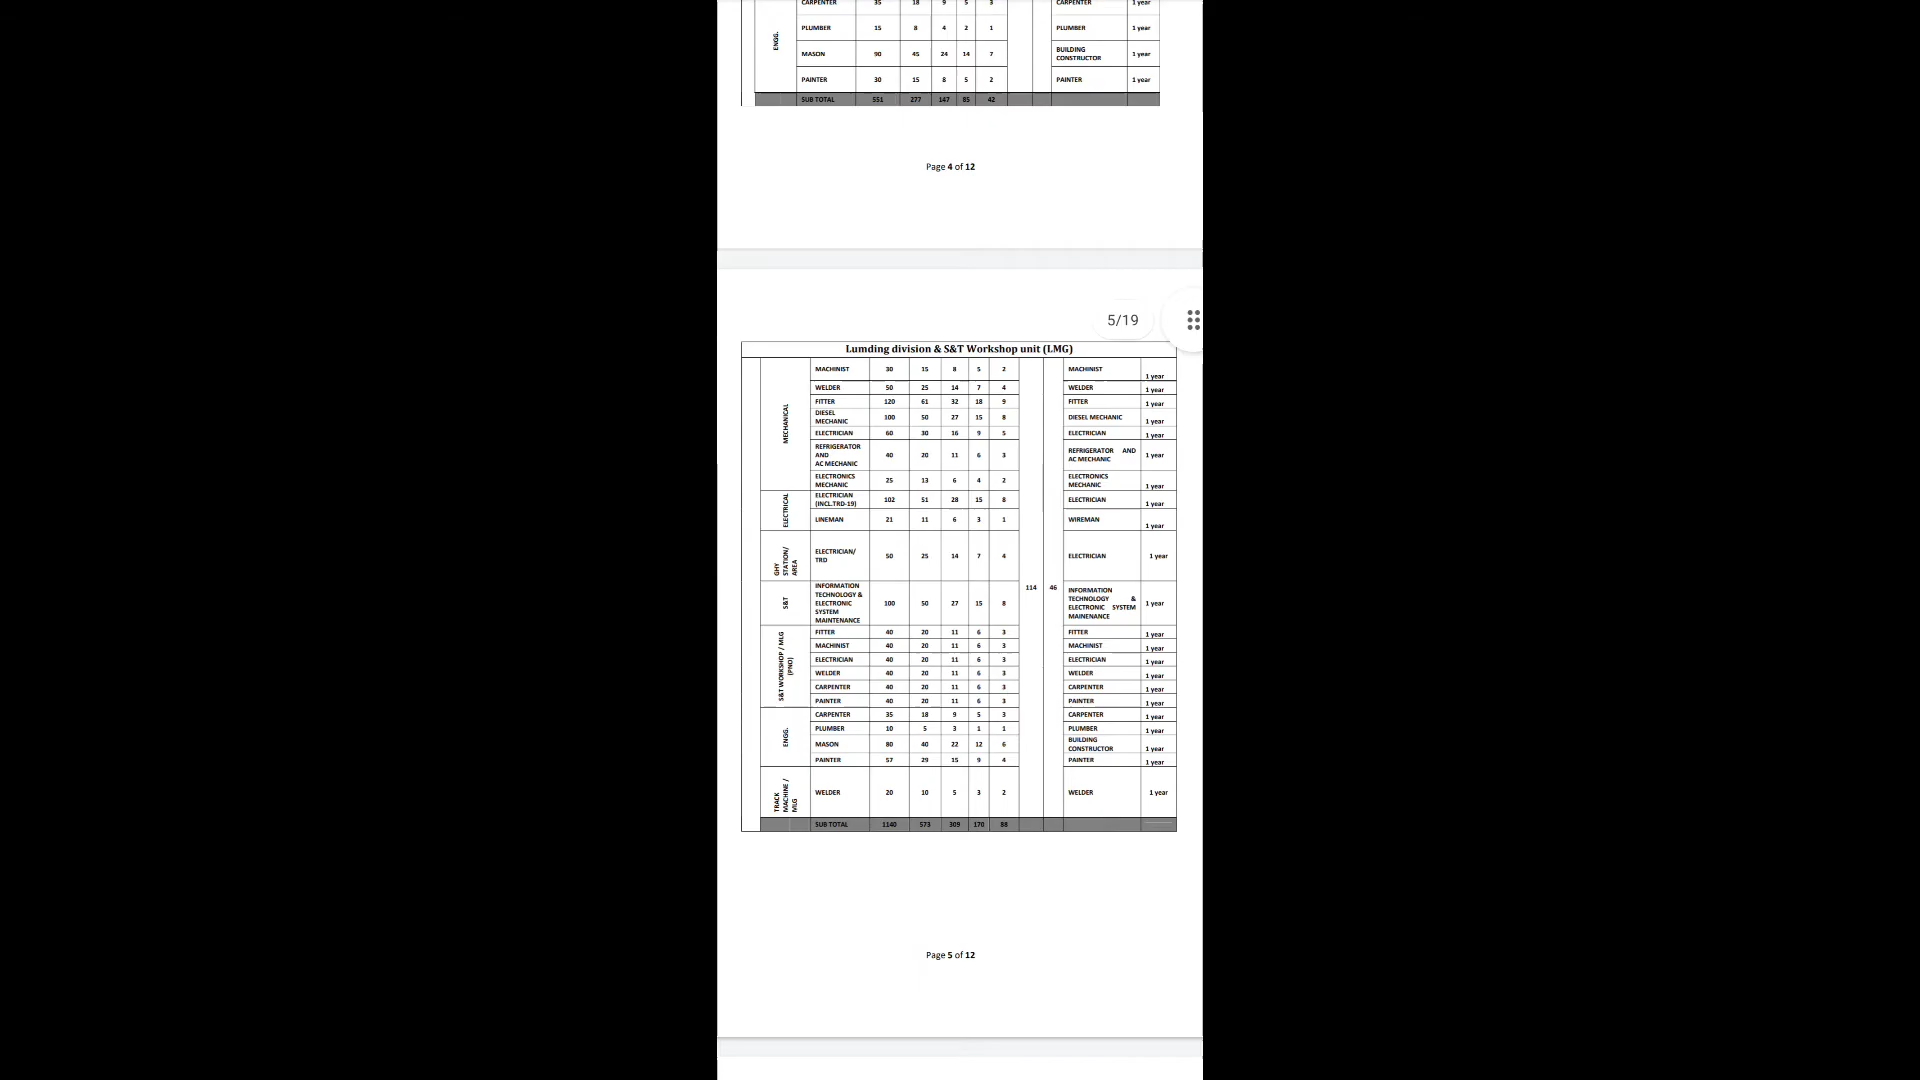 CARPENTER 35 18 9 5 3 CARPENTER 1 year
ENGG.
PLUMBER 15 8 4 2 1 PLUMBER 1 year
MASON 90 45 24 14 7 BUILDING CONSTRUCTOR 1 year
PAINTER 30 15 8 5 2 PAINTER 1 year
SUB TOTAL 551 277 147 85 42
Page 4 of 12
5/19
Lumding division & S&T Workshop unit (LMG)
MECHANICAL
MACHINIST 30 15 8 5 2 MACHINIST 1 year
WELDER 50 25 14 7 4 WELDER 1 year
FITTER 120 61 32 18 9 FITTER 1 year
DIESEL MECHANIC 100 50 27 15 8 DIESEL MECHANIC 1 year
ELECTRICIAN 60 30 16 9 5 ELECTRICIAN 1 year
REFRIGERATOR AND AC MECHANIC 40 20 11 6 3 REFRIGERATOR AND AC MECHANIC 1 year
ELECTRONICS MECHANIC 25 13 6 4 2 ELECTRONICS MECHANIC 1 year
ELECTRICAL
ELECTRICIAN (INCL.TRD-19) 102 51 28 15 8 ELECTRICIAN 1 year
LINEMAN 21 11 6 3 1 WIREMAN 1 year
GHY STATION/ AREA
ELECTRICIAN/ TRD 50 25 14 7 4 ELECTRICIAN 1 year
114 46
S&T
INFORMATION TECHNOLOGY & ELECTRONIC SYSTEM MAINTENANCE 100 50 27 15 8 INFORMATION TECHNOLOGY & ELECTRONIC SYSTEM MAINENANCE 1 year
S&T WORKSHOP / MLG (PNO)
FITTER 40 20 11 6 3 FITTER 1 year
MACHINIST 40 20 11 6 3 MACHINIST 1 year
ELECTRICIAN 40 20 11 6 3 ELECTRICIAN 1 year
WELDER 40 20 11 6 3 WELDER 1 year
CARPENTER 40 20 11 6 3 CARPENTER 1 year
PAINTER 40 20 11 6 3 PAINTER 1 year
ENGG.
CARPENTER 35 18 9 5 3 CARPENTER 1 year
PLUMBER 10 5 3 1 1 PLUMBER 1 year
MASON 80 40 22 12 6 BUILDING CONSTRUCTOR 1 year
PAINTER 57 29 15 9 4 PAINTER 1 year
TRACK MACHINE / MLG
WELDER 20 10 5 3 2 WELDER 1 year
SUB TOTAL 1140 573 309 170 88
Page 5 of 12